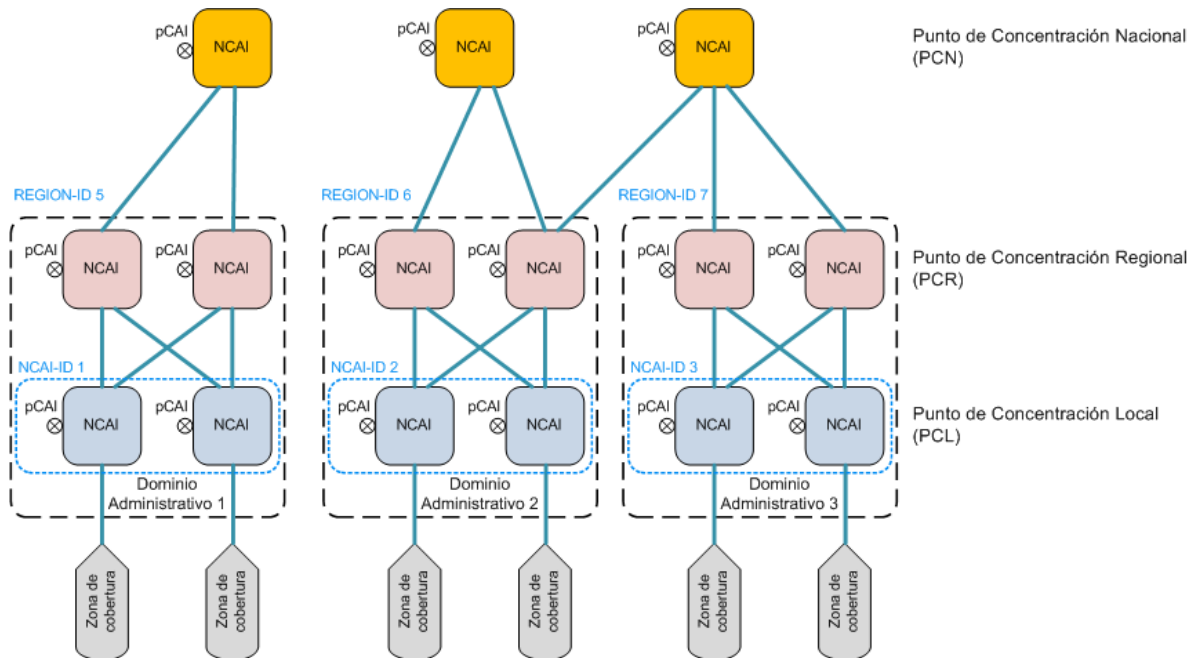 pCAI
NCAI
pCAI
NCAI
pCAI
NCAI
Punto de Concentración Nacional
(PCN)
REGION-ID 5
REGION-ID 6
REGION-ID 7
pCAI
NCAI
pCAI
NCAI
pCAI
NCAI
pCAI
NCAI
pCAI
NCAI
pCAI
NCAI
Punto de Concentración Regional
(PCR)
NCAI-ID 1
NCAI-ID 2
NCAI-ID 3
pCAI
NCAI
pCAI
NCAI
pCAI
NCAI
pCAI
NCAI
pCAI
NCAI
pCAI
NCAI
Punto de Concentración Local
(PCL)
Dominio
Administrativo 1
Dominio
Administrativo 2
Dominio
Administrativo 3
Zona de
cobertura
Zona de
cobertura
Zona de
cobertura
Zona de
cobertura
Zona de
cobertura
Zona de
cobertura